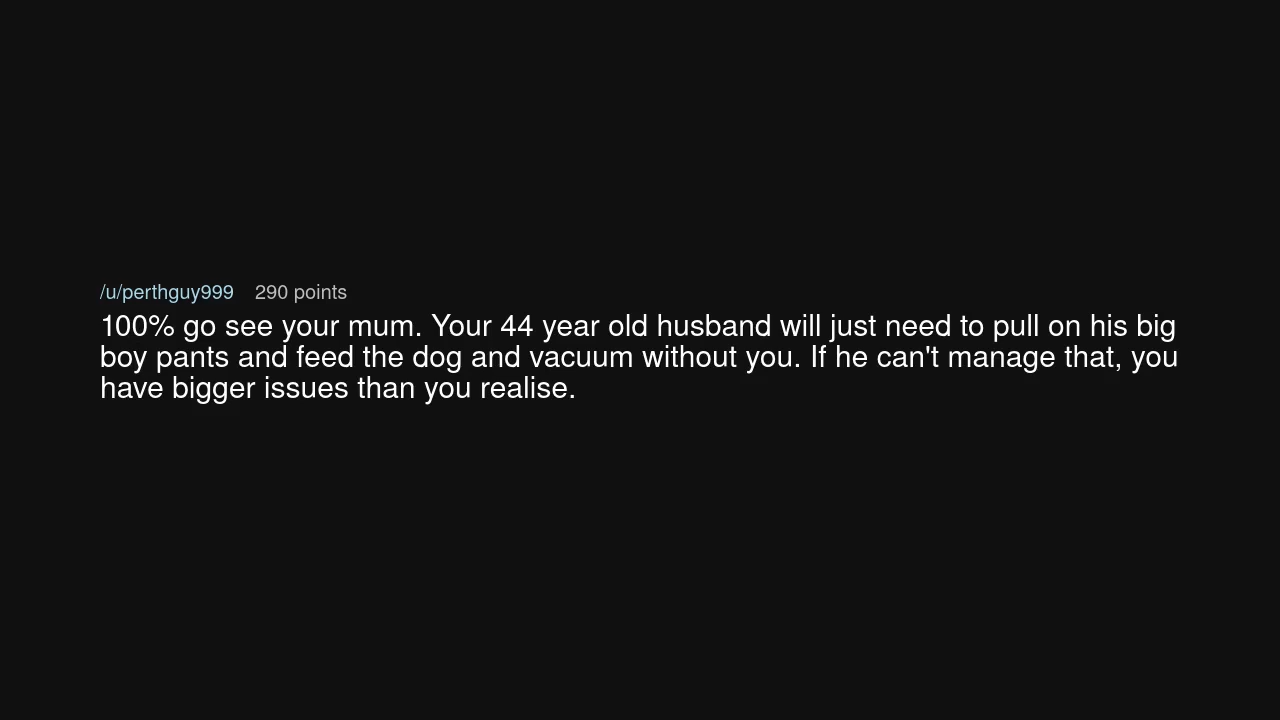 /u/perthguy999 290 points
100% go see your mum. Your 44 year old husband will just need to pull on his big
boy pants and feed the dog and vacuum without you. If he can't manage that, you
have bigger issues than you realise.